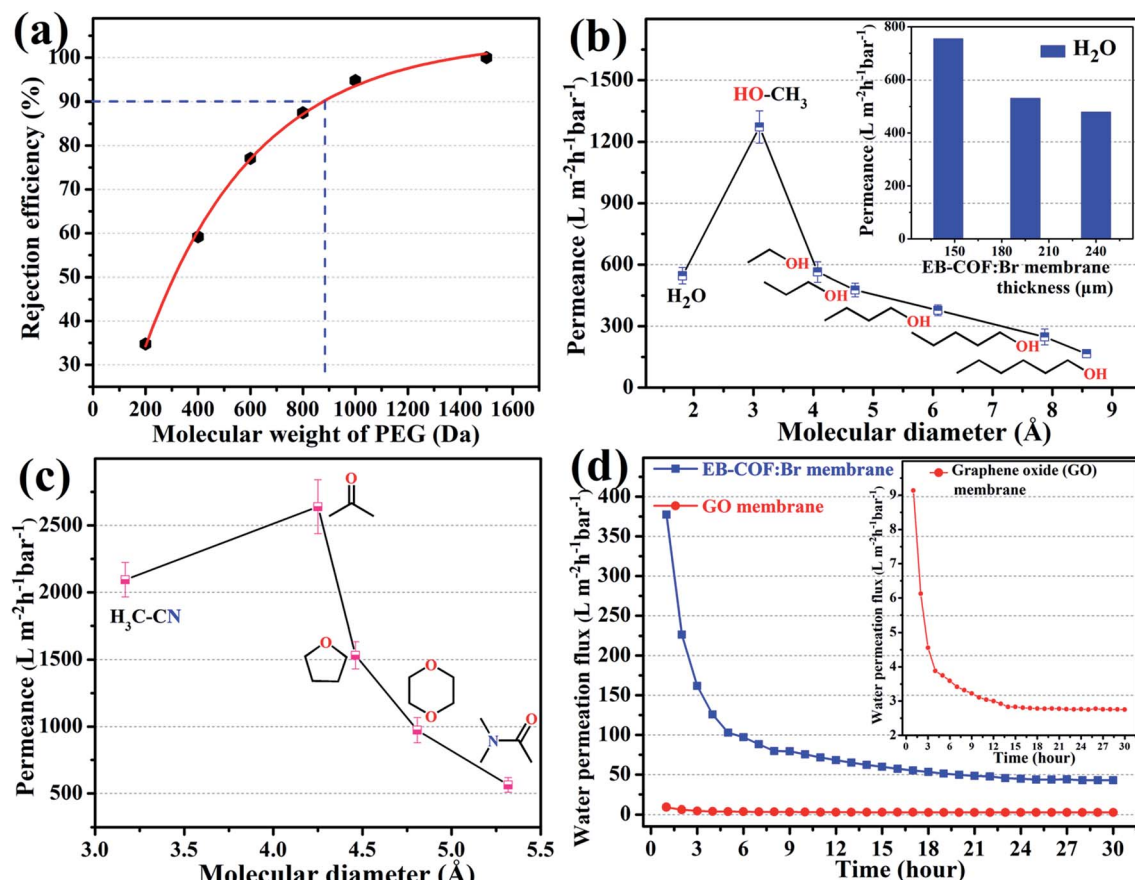 (a)
Rejection efficiency (%)
100
90
80
70
60
50
40
30
0 200 400 600 800 1000 1200 1400 1600
Molecular weight of PEG (Da)
(b)
Permeance (L m⁻²h⁻¹bar⁻¹)
1500
1200
900
600
300
0
HO-CH₃
H₂O
OH
OH
OH
OH
OH
2 3 4 5 6 7 8 9
Molecular diameter (Å)
Permeance (L m⁻²h⁻¹bar⁻¹)
800
600
400
200
0
H₂O
150 180 210 240
EB-COF:Br membrane
thickness (μm)
(c)
Permeance (L m⁻²h⁻¹bar⁻¹)
2500
2000
1500
1000
500
H₃C-CN
O
O
O
O
N
O
3.0 3.5 4.0 4.5 5.0 5.5
Molecular diameter (Å)
(d)
Water permeation flux (L m⁻²h⁻¹bar⁻¹)
400
350
300
250
200
150
100
50
0
EB-COF:Br membrane
GO membrane
0 3 6 9 12 15 18 21 24 27 30
Time (hour)
Water permeation flux (L m⁻²h⁻¹bar⁻¹)
9
8
7
6
5
4
3
2
Graphene oxide (GO)
membrane
0 3 6 9 12 15 18 21 24 27 30
Time (hour)